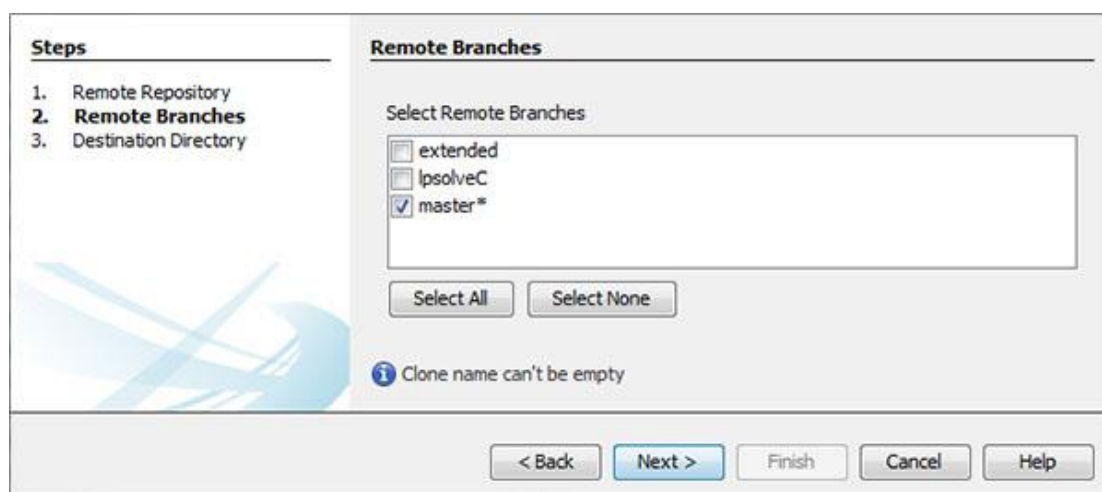 Steps
1. Remote Repository
2. Remote Branches
3. Destination Directory
Remote Branches
Select Remote Branches
extended
lpsolveC
master*
Select All Select None
Clone name can't be empty
< Back Next > Finish Cancel Help